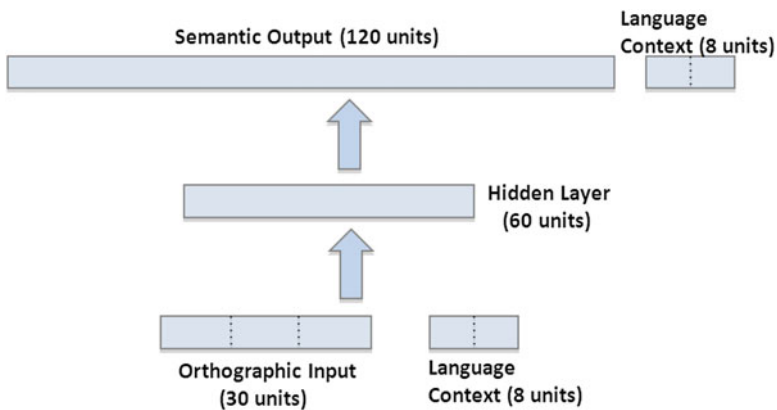 Semantic Output (120 units)
Language
Context (8 units)
Hidden Layer
(60 units)
Orthographic Input
(30 units)
Language
Context (8 units)